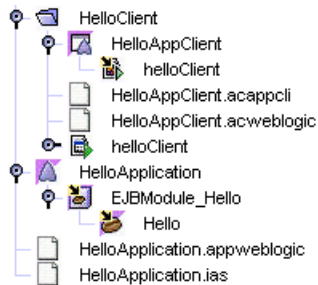 HelloClient
HelloAppClient
helloClient
HelloAppClient.acappcli
HelloAppClient.acweblogic
helloClient
HelloApplication
EJBModule_Hello
Hello
HelloApplication.appweblogic
HelloApplication.ias